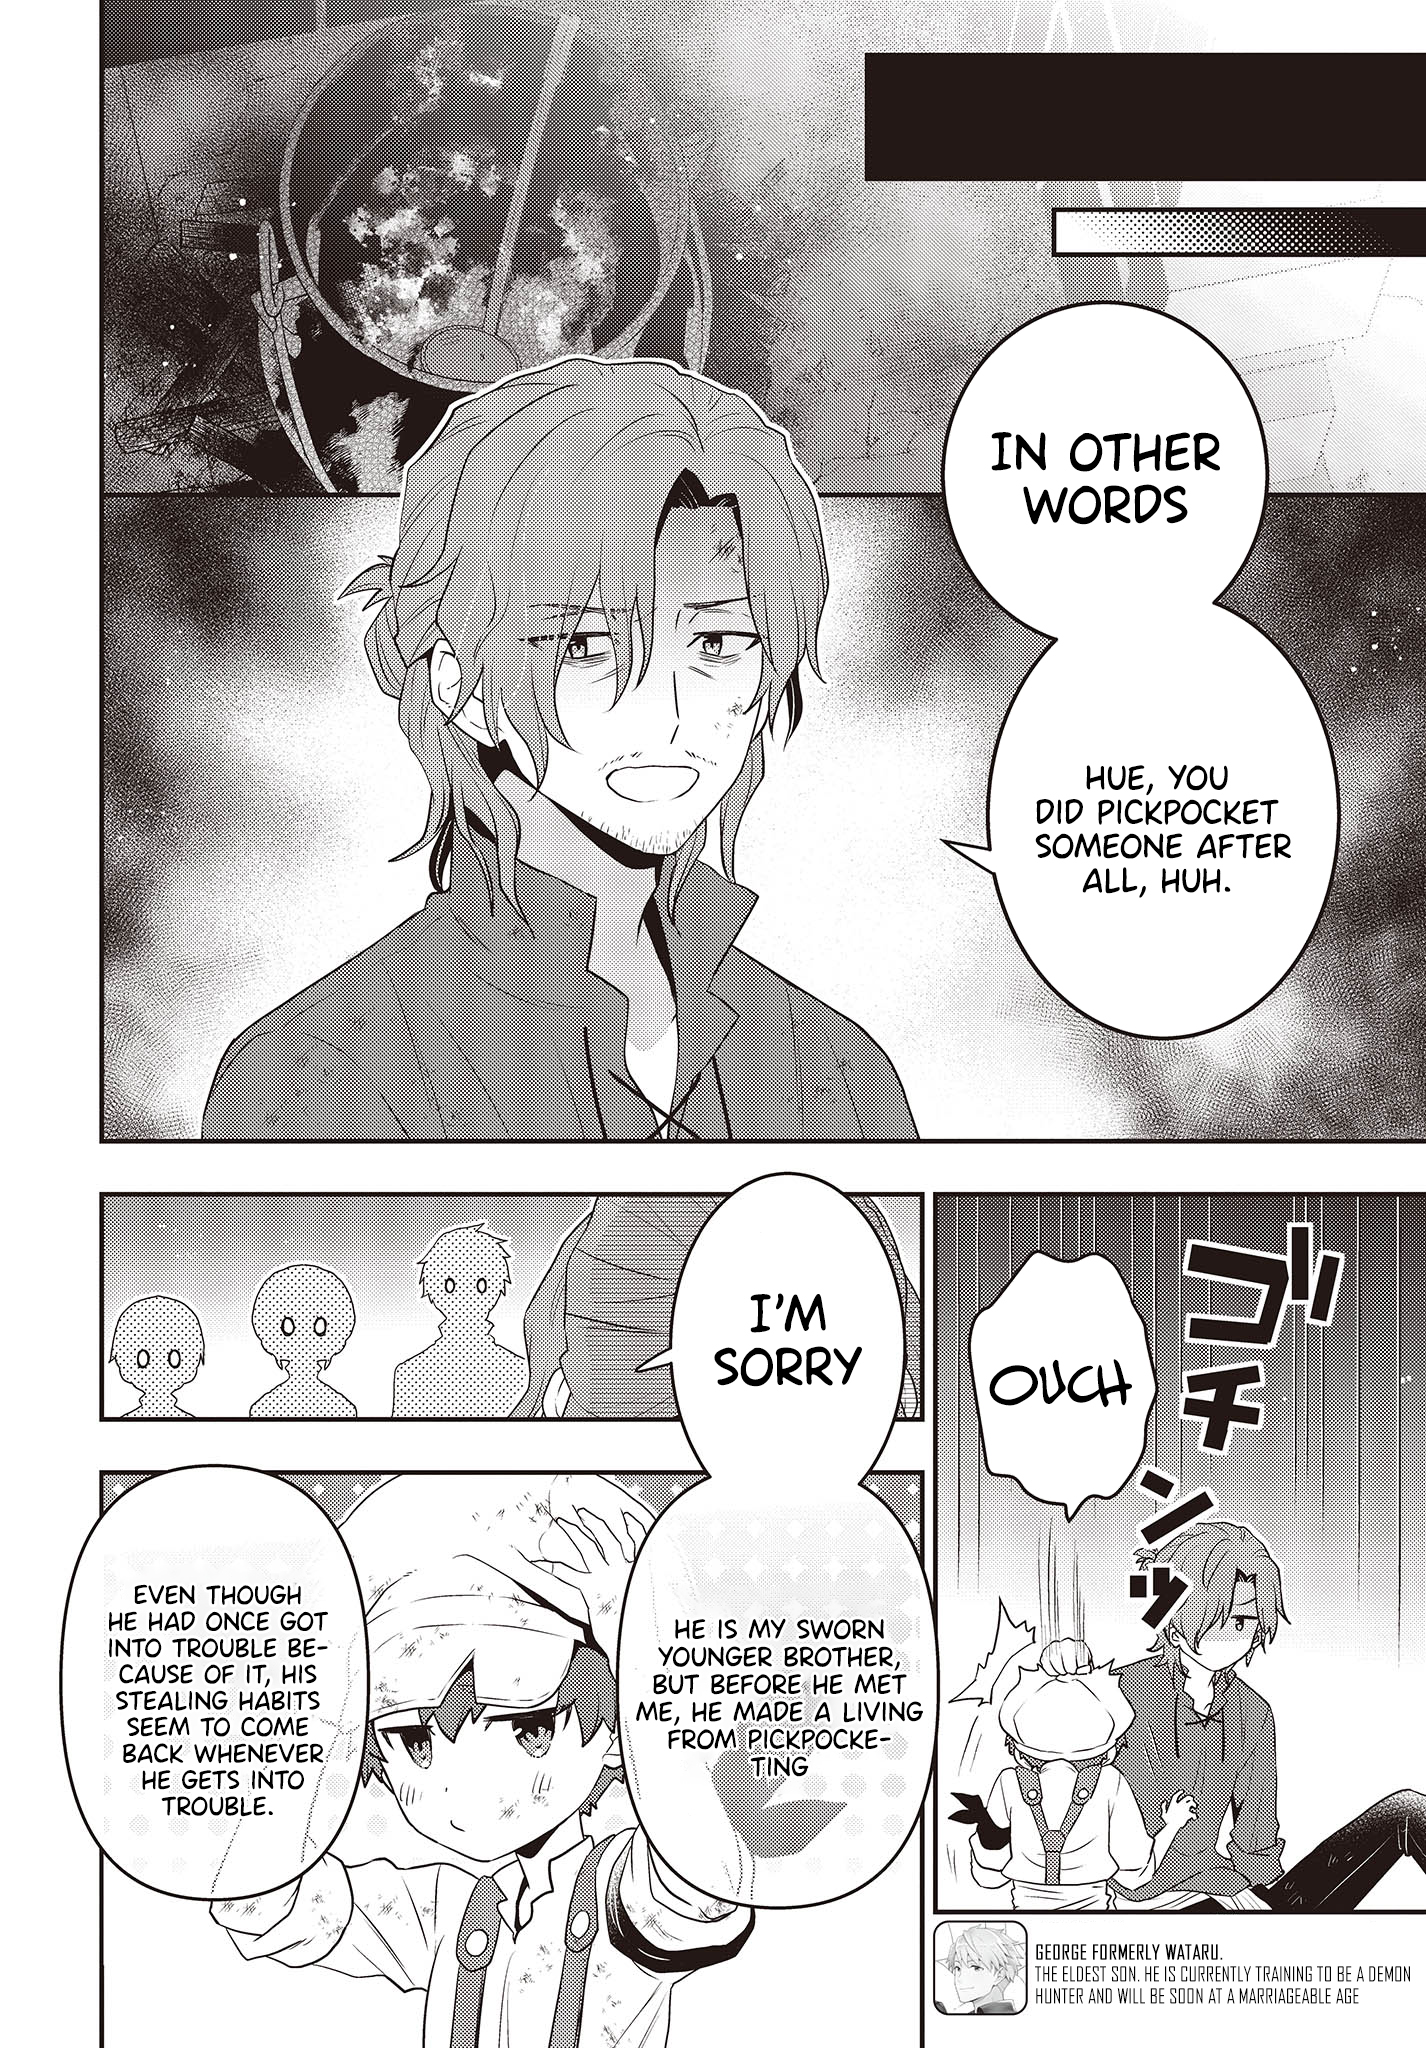 IN OTHER
WORDS
HUE, YOU
DID PICKPOCKET
SOMEONE AFTER
ALL, HUH.
ゴッ
チ
ンッ
OUCH
I'M
SORRY
HE IS MY SWORN
YOUNGER BROTHER,
BUT BEFORE HE MET
ME, HE MADE A LIVING
FROM PICKPOCKE-
TING
EVEN THOUGH
HE HAD ONCE GOT
INTO TROUBLE BE-
CAUSE OF IT, HIS
STEALING HABITS
SEEM TO COME
BACK WHENEVER
HE GETS INTO
TROUBLE.
GEORGE FORMERLY WATARU.
THE ELDEST SON. HE IS CURRENTLY TRAINING TO BE A DEMON
HUNTER AND WILL BE SOON AT A MARRIAGEABLE AGE